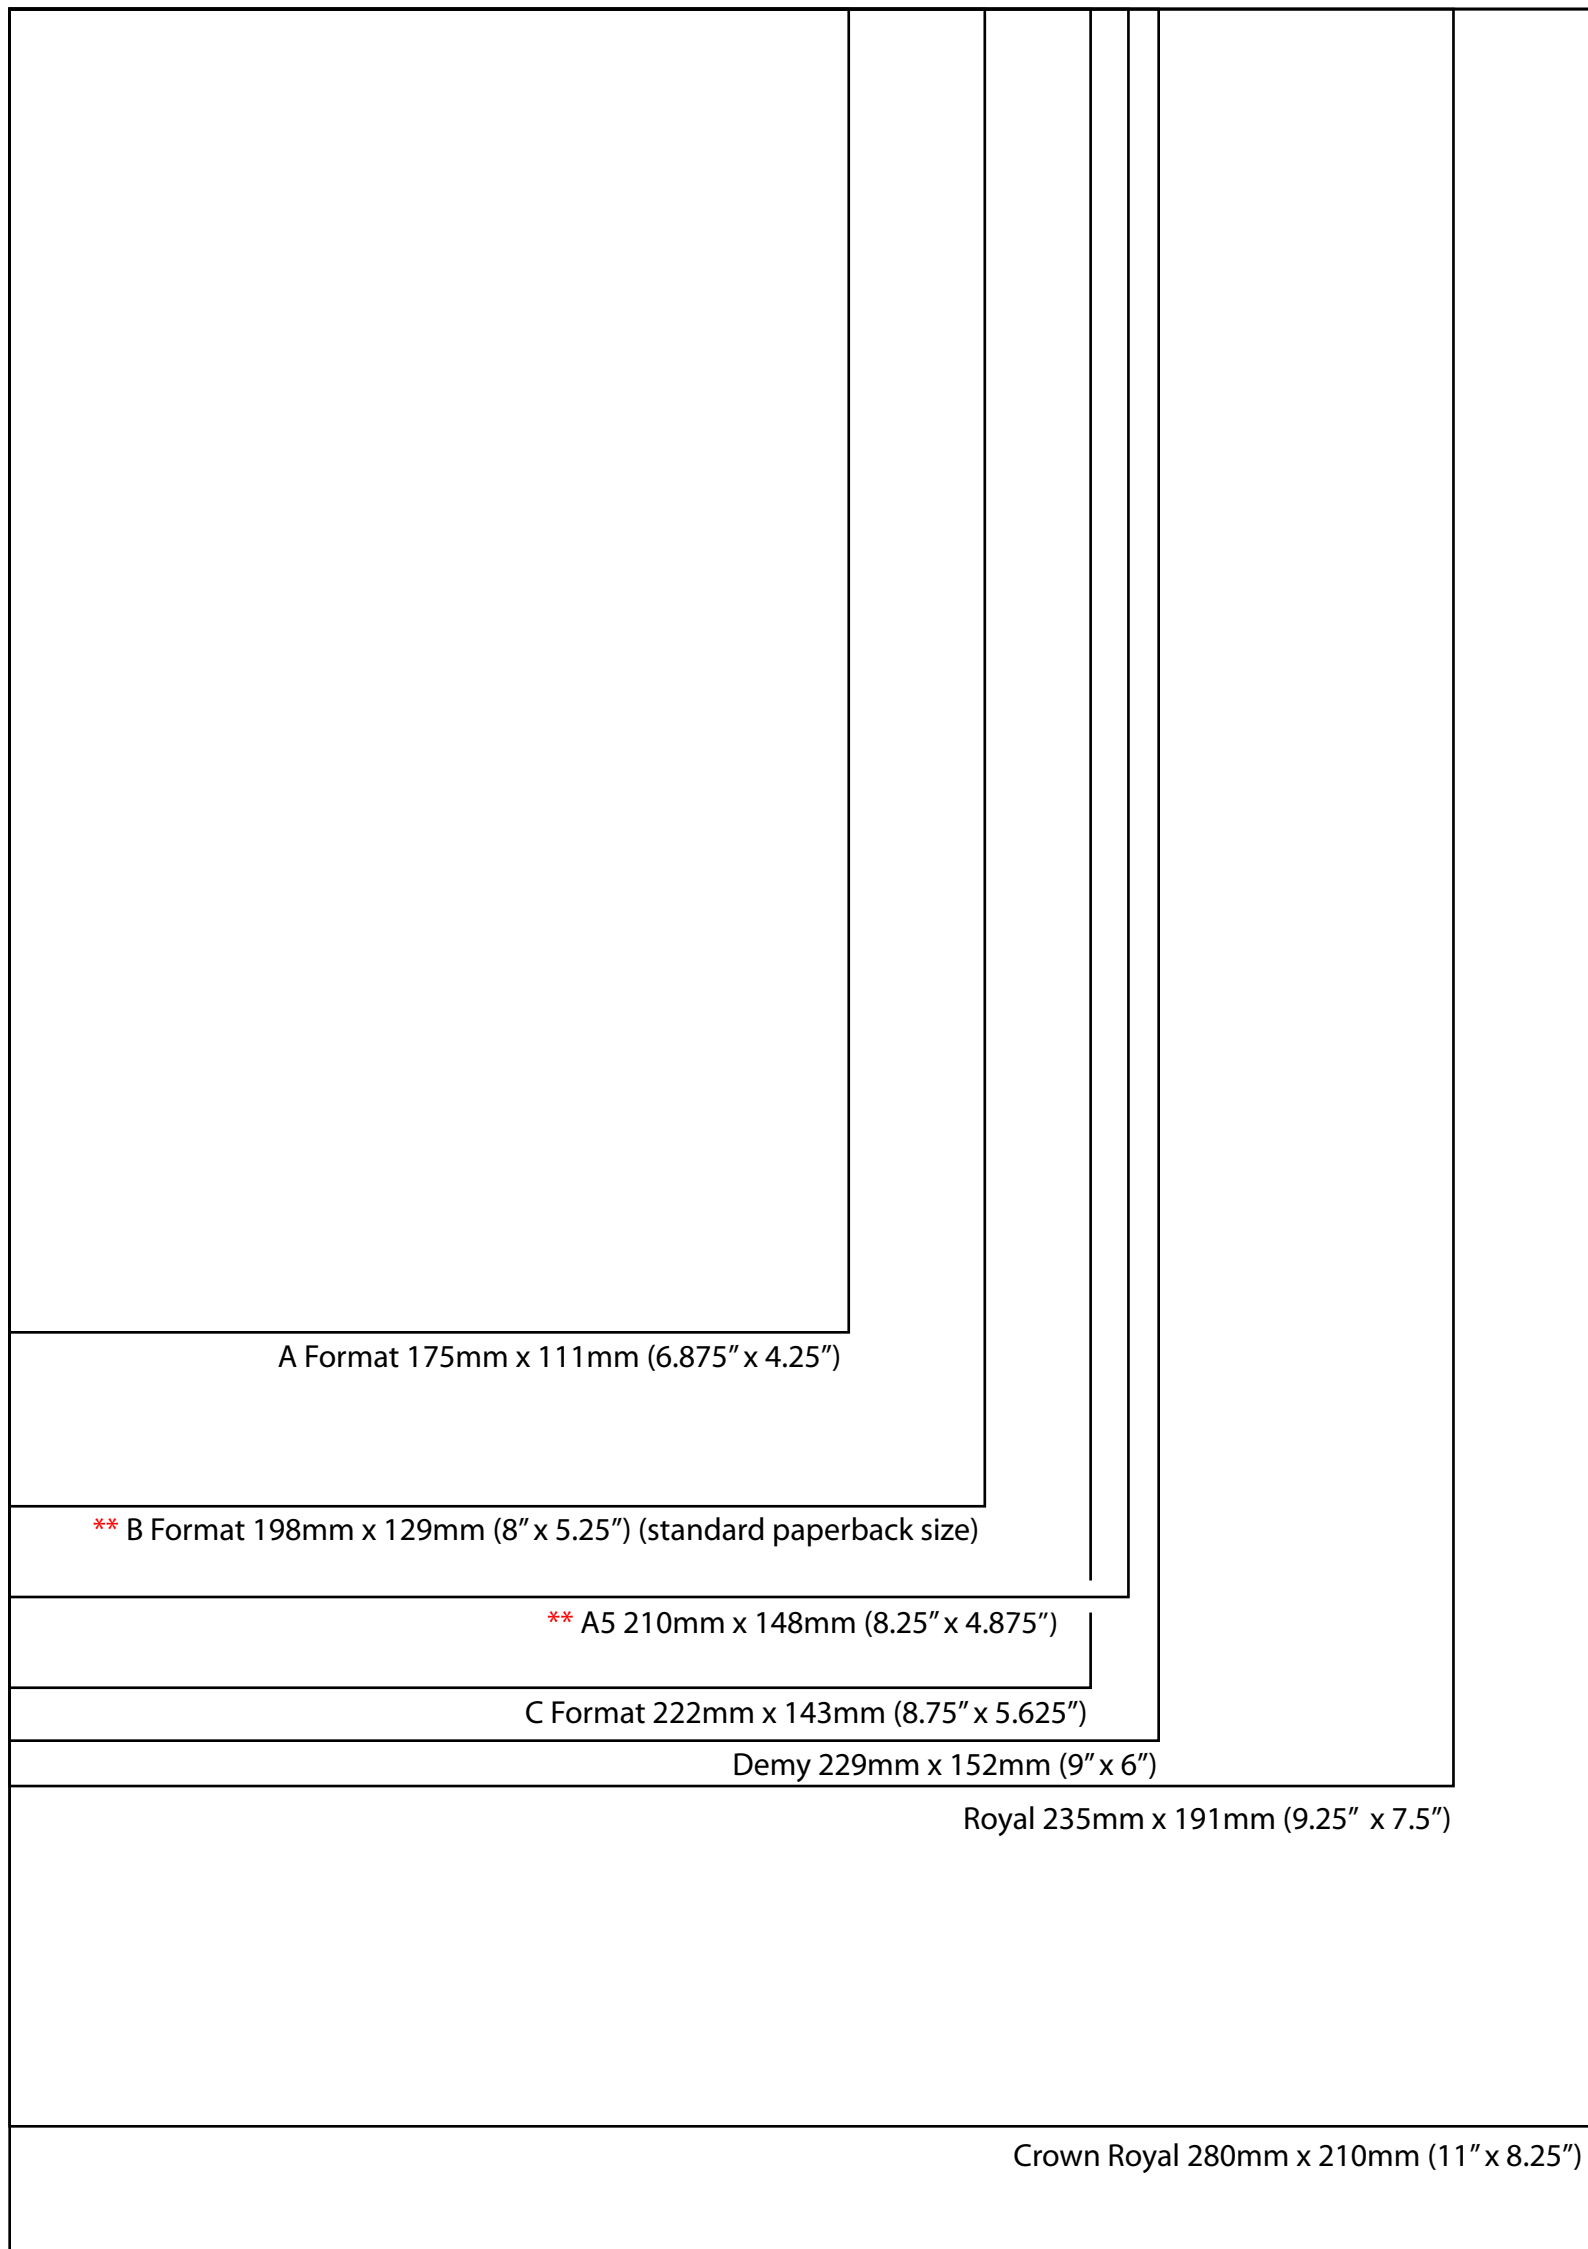 A Format 175mm x 111mm (6.875” x 4.25”)
** B Format 198mm x 129mm (8” x 5.25”) (standard paperback size)
** A5 210mm x 148mm (8.25” x 4.875”)
C Format 222mm x 143mm (8.75” x 5.625”)
Demy 229mm x 152mm (9” x 6”)
Royal 235mm x 191mm (9.25” x 7.5”)
Crown Royal 280mm x 210mm (11” x 8.25”)